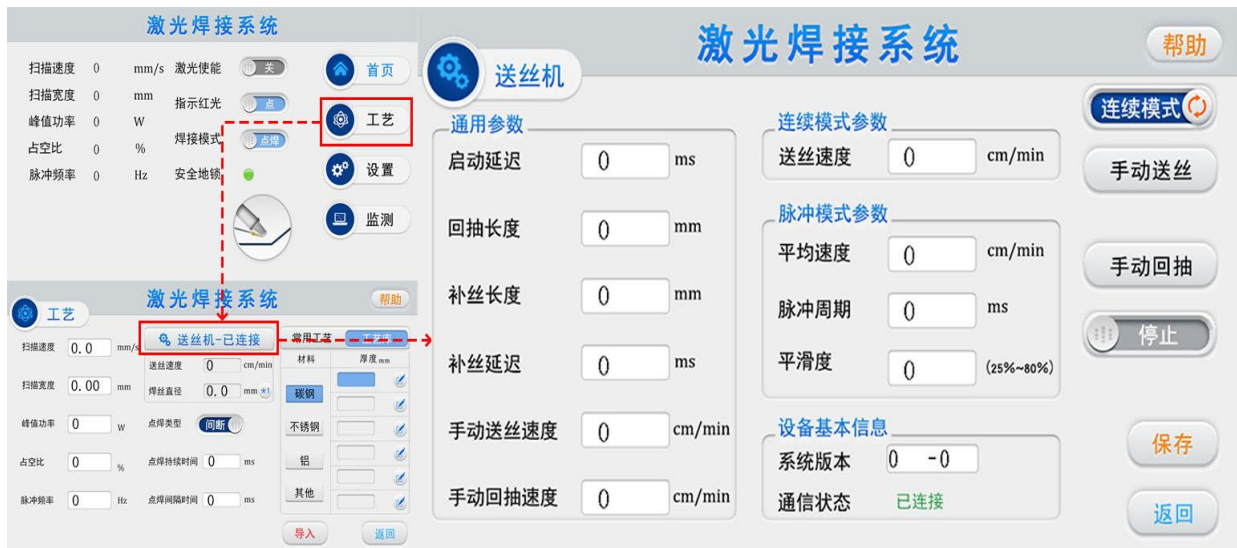 激光焊接系统
扫描速度 0 mm/s 激光使能 关 首页
扫描宽度 0 mm 指示红光 点
峰值功率 0 W 工艺
占空比 0 % 焊接模式 点焊
脉冲频率 0 Hz 安全地锁 设置
监测
激光焊接系统
工艺 帮助
送丝机-已连接 常用工艺 工艺库
扫描速度 0.0 mm/s 送丝速度 0 cm/min 材料 厚度mm
扫描宽度 0.00 mm 焊丝直径 0.0 mm *1 碳钢
峰值功率 0 W 点焊类型 间断 不锈钢
占空比 0 % 点焊持续时间 0 ms 铝
脉冲频率 0 Hz 点焊间隔时间 0 ms 其他
导入 返回
激光焊接系统
送丝机 帮助
通用参数
启动延迟 0 ms
回抽长度 0 mm
补丝长度 0 mm
补丝延迟 0 ms
手动送丝速度 0 cm/min
手动回抽速度 0 cm/min
连续模式参数
送丝速度 0 cm/min
脉冲模式参数
平均速度 0 cm/min
脉冲周期 0 ms
平滑度 0 (25%~80%)
设备基本信息
系统版本 0 -0
通信状态 已连接
连续模式
手动送丝
手动回抽
停止
保存
返回